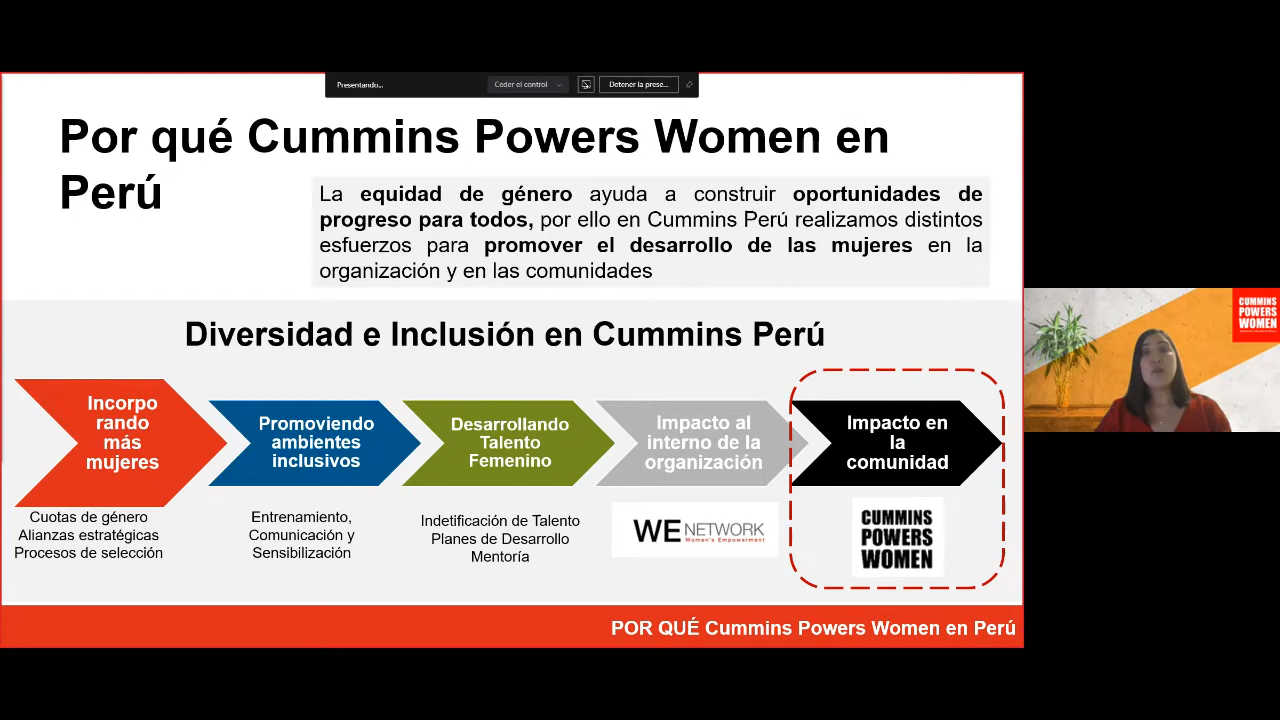 Presentando...
Ceder el control
Detener la prese...
Por qué Cummins Powers Women en
Perú
La equidad de género ayuda a construir oportunidades de
progreso para todos, por ello en Cummins Perú realizamos distintos
esfuerzos para promover el desarrollo de las mujeres en la
organización y en las comunidades
Diversidad e Inclusión en Cummins Perú
Incorpo
rando
más
mujeres
Cuotas de género
Alianzas estratégicas
Procesos de selección
Promoviendo
ambientes
inclusivos
Entrenamiento,
Comunicación y
Sensibilización
Desarrollando
Talento
Femenino
Indetificación de Talento
Planes de Desarrollo
Mentoría
Impacto al
interno de la
organización
WE NETWORK
Women's Empowerment
Impacto en
la
comunidad
CUMMINS
POWERS
WOMEN
POR QUÉ Cummins Powers Women en Perú
CUMMINS
POWERS
WOMEN